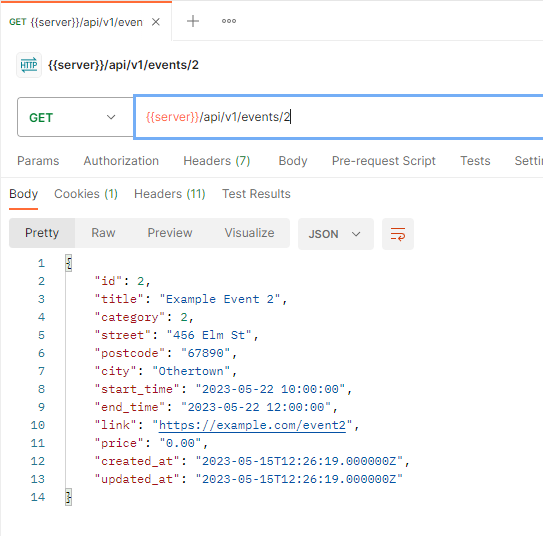 GET {{server}}/api/v1/even
{{server}}/api/v1/events/2
GET {{server}}/api/v1/events/2
Params Authorization Headers (7) Body Pre-request Script Tests Setti
Body Cookies (1) Headers (11) Test Results
Pretty Raw Preview Visualize JSON
1 {
2 "id": 2,
3 "title": "Example Event 2",
4 "category": 2,
5 "street": "456 Elm St",
6 "postcode": "67890",
7 "city": "Othertown",
8 "start_time": "2023-05-22 10:00:00",
9 "end_time": "2023-05-22 12:00:00",
10 "link": "https://example.com/event2",
11 "price": "0.00",
12 "created_at": "2023-05-15T12:26:19.000000Z",
13 "updated_at": "2023-05-15T12:26:19.000000Z"
14 }